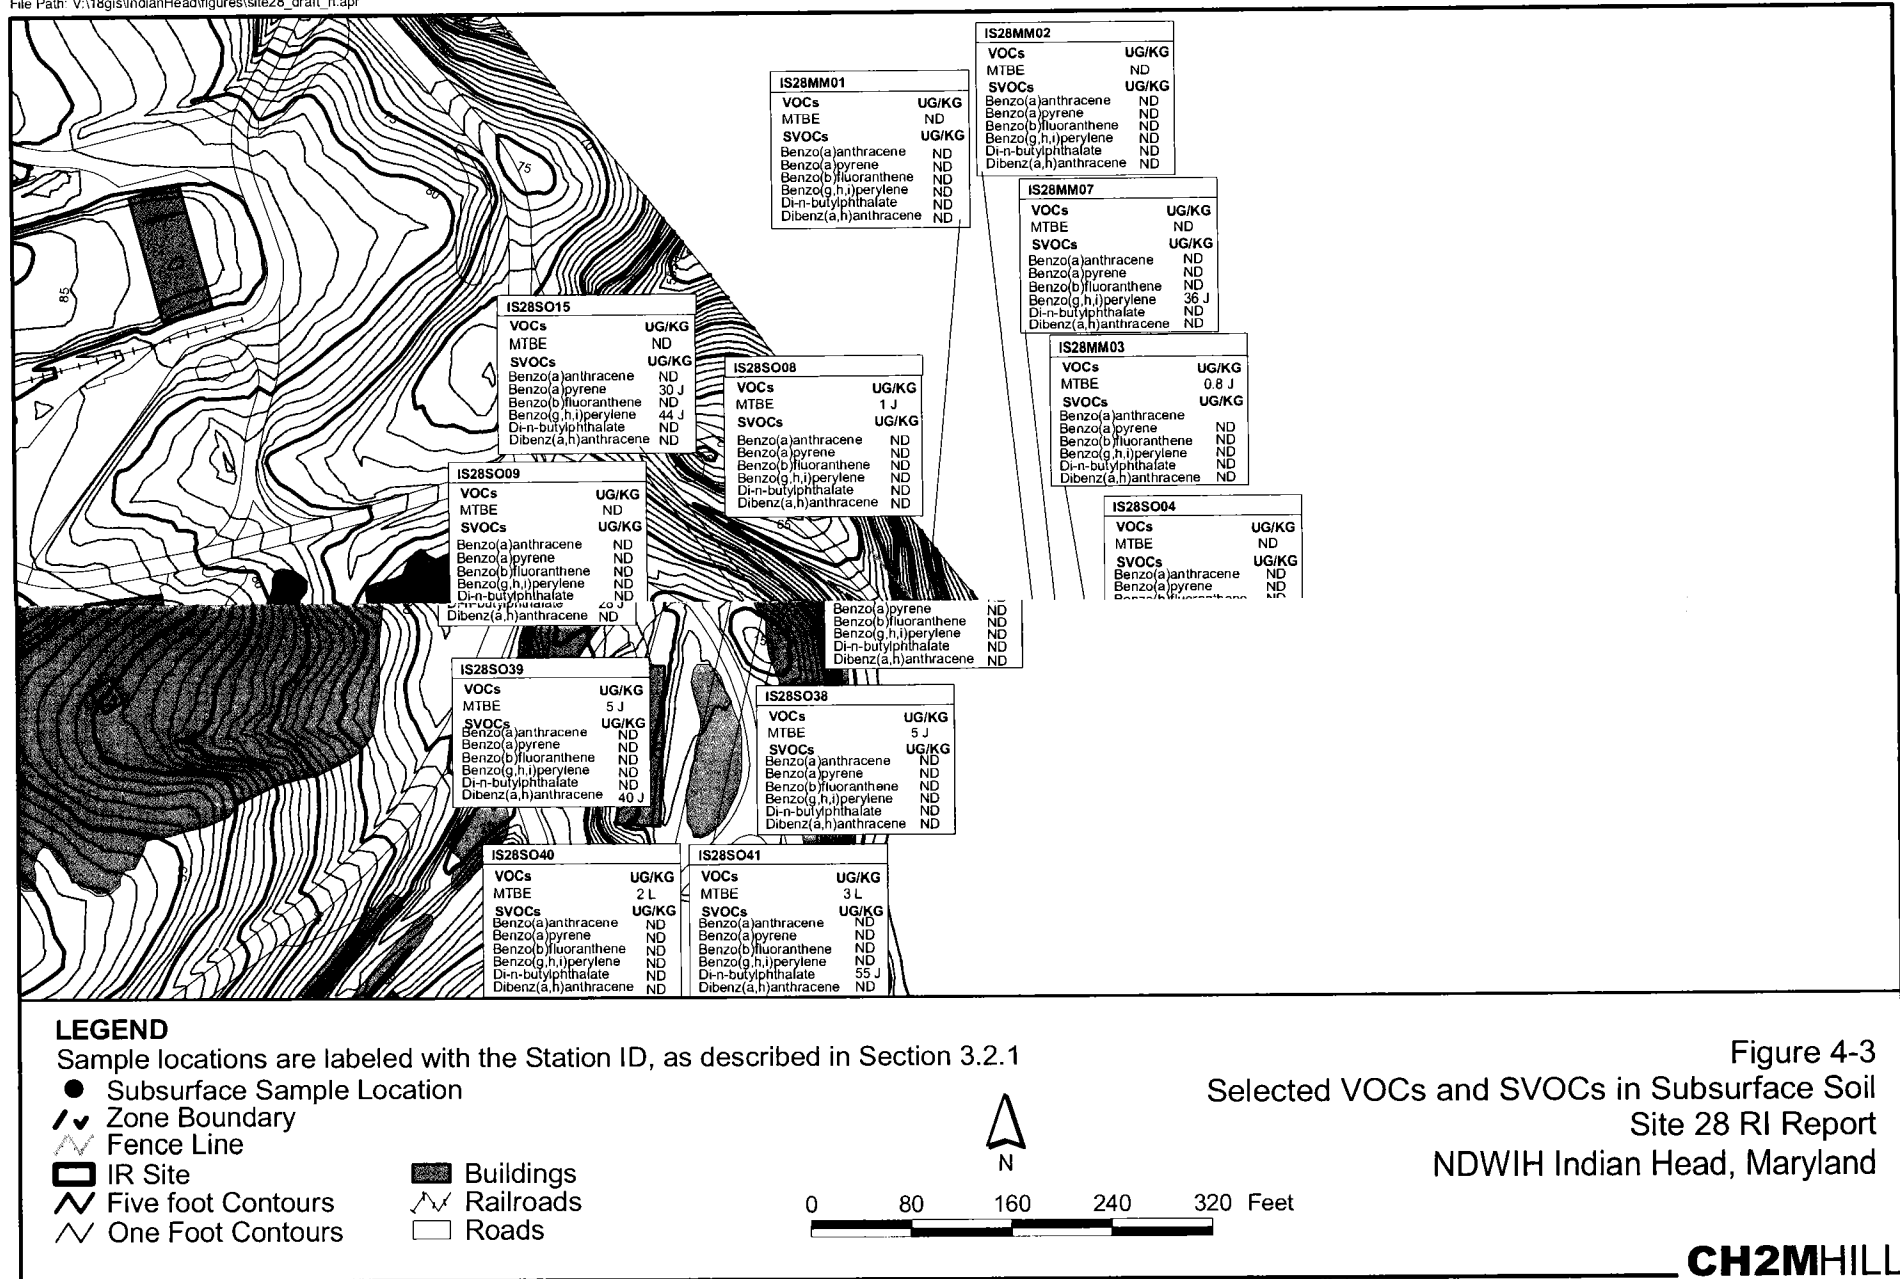 File Path: V:\18gis\IndianHead\figures\site28_draft_rl.apr
IS28MM02
VOCs UG/KG
MTBE ND
SVOCs UG/KG
Benzo(a)anthracene ND
Benzo(a)pyrene ND
Benzo(b)fluoranthene ND
Benzo(g,h,i)perylene ND
Di-n-butylphthalate ND
Dibenz(a,h)anthracene ND
IS28MM01
VOCs UG/KG
MTBE ND
SVOCs UG/KG
Benzo(a)anthracene ND
Benzo(a)pyrene ND
Benzo(b)fluoranthene ND
Benzo(g,h,i)perylene ND
Di-n-butylphthalate ND
Dibenz(a,h)anthracene ND
IS28MM07
VOCs UG/KG
MTBE ND
SVOCs UG/KG
Benzo(a)anthracene ND
Benzo(a)pyrene ND
Benzo(b)fluoranthene ND
Benzo(g,h,i)perylene 36 J
Di-n-butylphthalate ND
Dibenz(a,h)anthracene ND
75
80
85
IS28SO15
VOCs UG/KG
MTBE ND
SVOCs UG/KG
Benzo(a)anthracene ND
Benzo(a)pyrene 30 J
Benzo(b)fluoranthene ND
Benzo(g,h,i)perylene 44 J
Di-n-butylphthalate ND
Dibenz(a,h)anthracene ND
IS28MM03
VOCs UG/KG
MTBE 0.8 J
SVOCs UG/KG
Benzo(a)anthracene
Benzo(a)pyrene ND
Benzo(b)fluoranthene ND
Benzo(g,h,i)perylene ND
Di-n-butylphthalate ND
Dibenz(a,h)anthracene ND
IS28SO08
VOCs UG/KG
MTBE 1 J
SVOCs UG/KG
Benzo(a)anthracene ND
Benzo(a)pyrene ND
Benzo(b)fluoranthene ND
Benzo(g,h,i)perylene ND
Di-n-butylphthalate ND
Dibenz(a,h)anthracene ND
65
IS28SO09
VOCs UG/KG
MTBE ND
SVOCs UG/KG
Benzo(a)anthracene ND
Benzo(a)pyrene ND
Benzo(b)fluoranthene ND
Benzo(g,h,i)perylene ND
Di-n-butylphthalate ND
IS28SO04
VOCs UG/KG
MTBE ND
SVOCs UG/KG
Benzo(a)anthracene ND
Benzo(a)pyrene ND
Benzo(b)fluoranthene ND
Di-n-butylphthalate 28 J
Dibenz(a,h)anthracene ND
Benzo(a)pyrene ND
Benzo(b)fluoranthene ND
Benzo(g,h,i)perylene ND
Di-n-butylphthalate ND
Dibenz(a,h)anthracene ND
IS28SO39
VOCs UG/KG
MTBE 5 J
SVOCs UG/KG
Benzo(a)anthracene ND
Benzo(a)pyrene ND
Benzo(b)fluoranthene ND
Benzo(g,h,i)perylene ND
Di-n-butylphthalate ND
Dibenz(a,h)anthracene 40 J
IS28SO38
VOCs UG/KG
MTBE 5 J
SVOCs UG/KG
Benzo(a)anthracene ND
Benzo(a)pyrene ND
Benzo(b)fluoranthene ND
Benzo(g,h,i)perylene ND
Di-n-butylphthalate ND
Dibenz(a,h)anthracene ND
IS28SO40
VOCs UG/KG
MTBE 2 L
SVOCs UG/KG
Benzo(a)anthracene ND
Benzo(a)pyrene ND
Benzo(b)fluoranthene ND
Benzo(g,h,i)perylene ND
Di-n-butylphthalate ND
Dibenz(a,h)anthracene ND
IS28SO41
VOCs UG/KG
MTBE 3 L
SVOCs UG/KG
Benzo(a)anthracene ND
Benzo(a)pyrene ND
Benzo(b)fluoranthene ND
Benzo(g,h,i)perylene ND
Di-n-butylphthalate 55 J
Dibenz(a,h)anthracene ND
LEGEND
Sample locations are labeled with the Station ID, as described in Section 3.2.1
Subsurface Sample Location
Zone Boundary
Fence Line
IR Site
Five foot Contours
One Foot Contours
Buildings
Railroads
Roads
N
0 80 160 240 320 Feet
Figure 4-3
Selected VOCs and SVOCs in Subsurface Soil
Site 28 RI Report
NDWIH Indian Head, Maryland
CH2MHILL